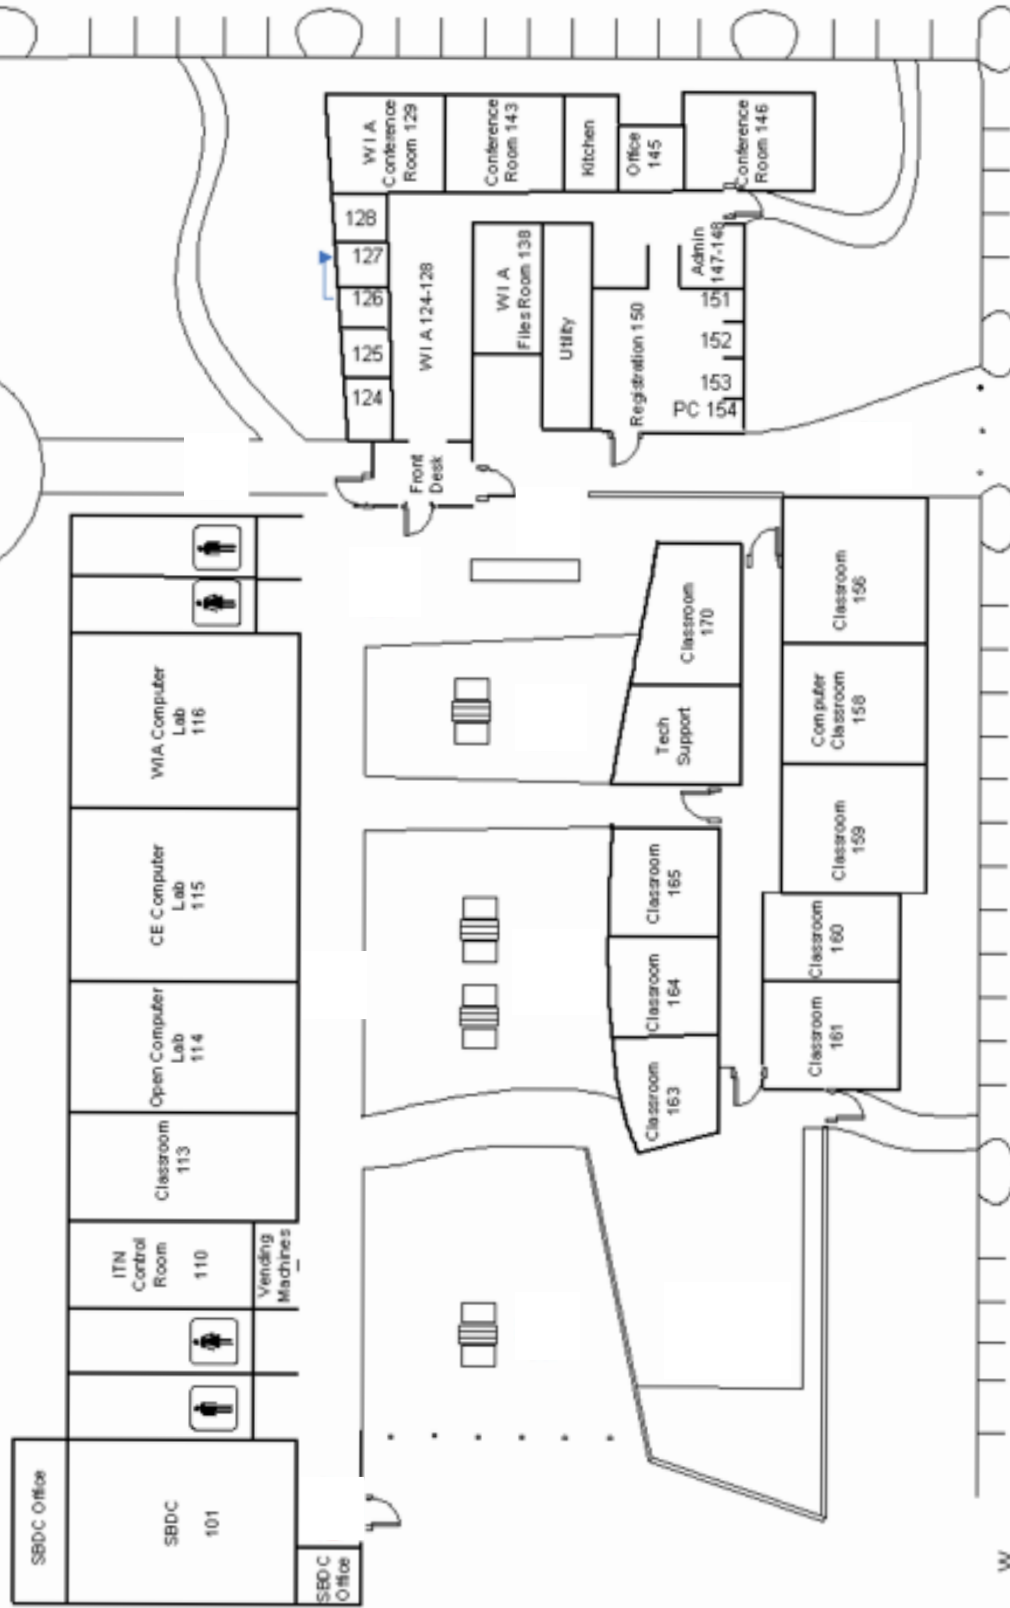 W I A
Conference
Room 129
Conference
Room 143
Kitchen
Office
145
Conference
Room 146
128
127
126
125
124
W I A 124-128
W I A
Files Room 138
Utility
Registration 150
Admin
147-148
151
152
153
PC 154
Front
Desk
WIA Computer
Lab
116
CE Computer
Lab
115
Open Computer
Lab
114
Classroom
113
ITN
Control
Room
110
Vending
Machines
SBDC Office
SBDC
101
SBDC
Office
Classroom
170
Tech
Support
Classroom
165
Classroom
164
Classroom
163
Classroom
156
Computer
Classroom
158
Classroom
159
Classroom
160
Classroom
161
W